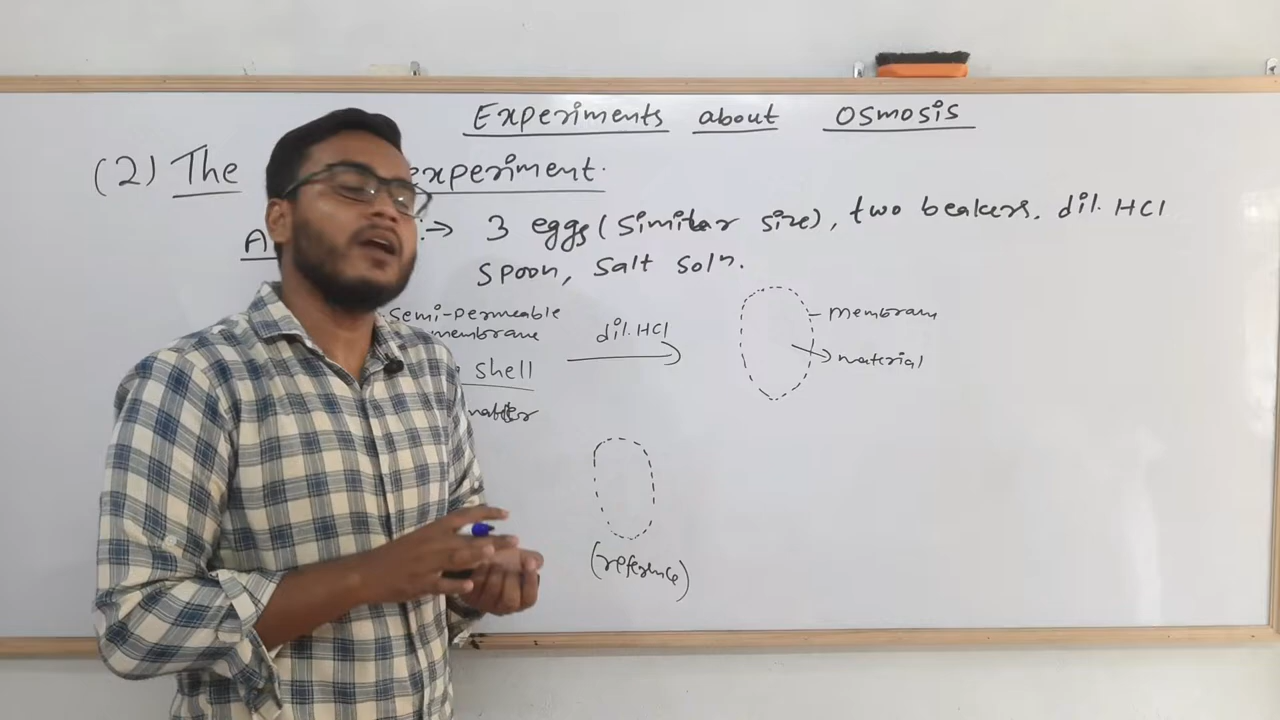 Experiments about Osmosis
(2) The experiment.
A :→ 3 eggs (Similar size), two beakers, dil. HCl
Spoon, Salt Soln.
Semi-permeable
membrane
shell
dil. HCl
membram
material
(reference)